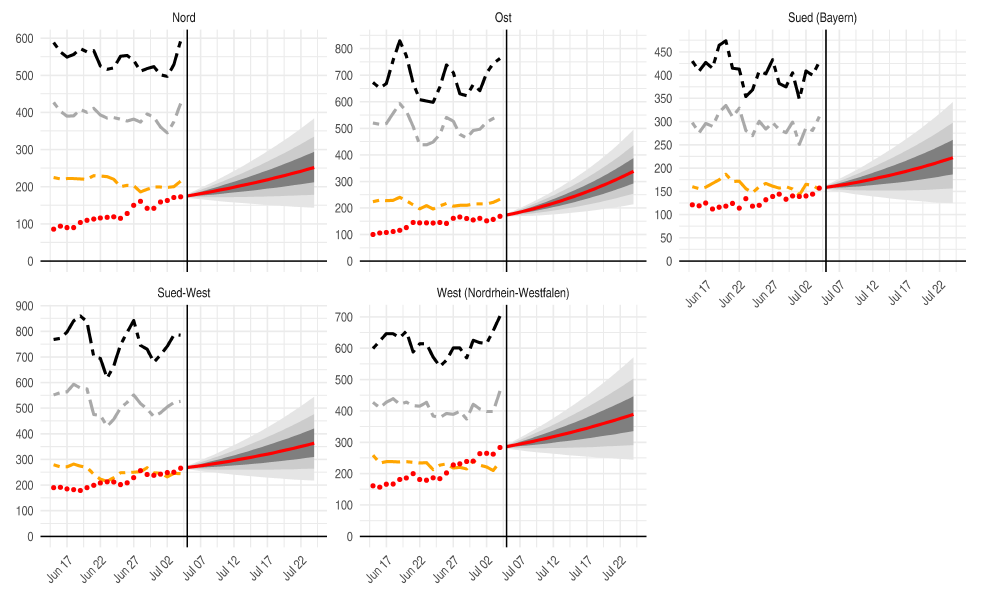 Nord
600
500
400
300
200
100
0
Ost
800
700
600
500
400
300
200
100
0
Sued (Bayern)
450
400
350
300
250
200
150
100
50
0
Jun 17
Jun 22
Jun 27
Jul 02
Jul 07
Jul 12
Jul 17
Jul 22
Sued-West
900
800
700
600
500
400
300
200
100
0
Jun 17
Jun 22
Jun 27
Jul 02
Jul 07
Jul 12
Jul 17
Jul 22
West (Nordrhein-Westfalen)
700
600
500
400
300
200
100
0
Jun 17
Jun 22
Jun 27
Jul 02
Jul 07
Jul 12
Jul 17
Jul 22